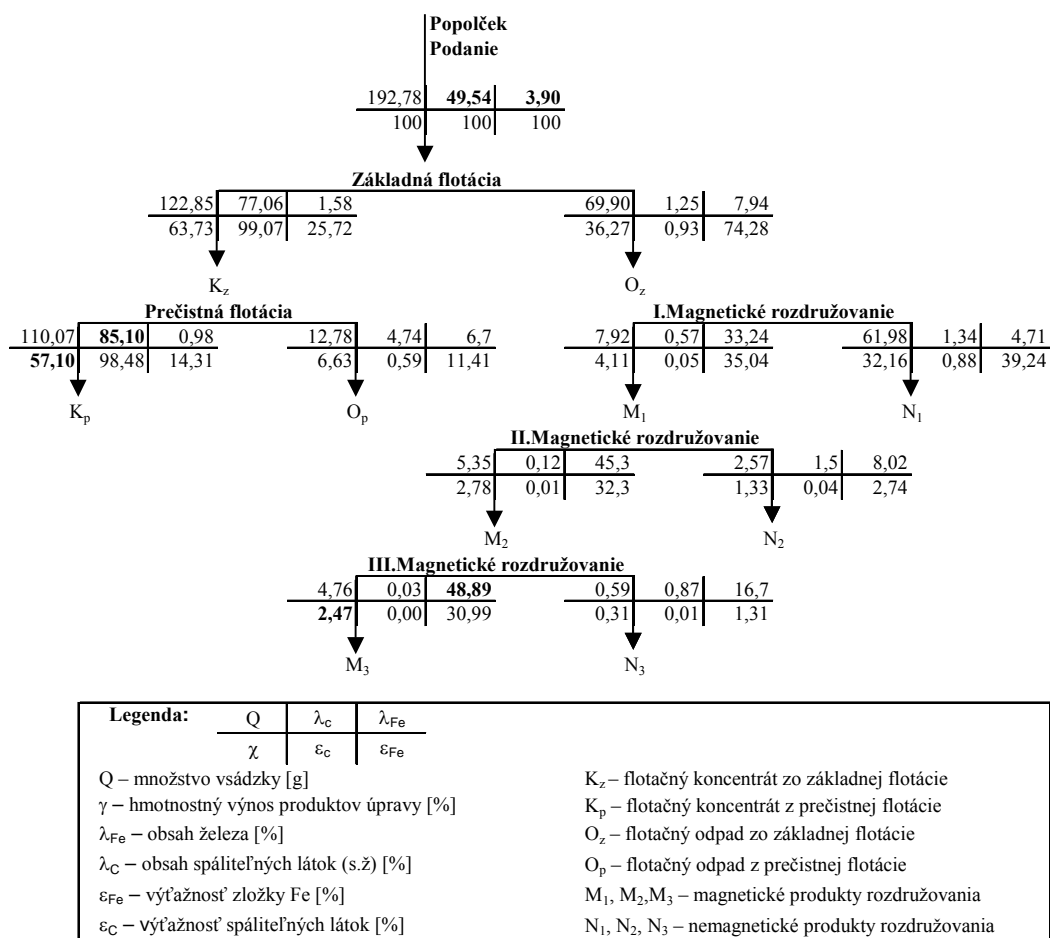 Popolček
Podanie
192,78 49,54 3,90
100 100 100
Základná flotácia
122,85 77,06 1,58 69,90 1,25 7,94
63,73 99,07 25,72 36,27 0,93 74,28
Kz Oz
Prečistná flotácia I.Magnetické rozdružovanie
110,07 85,10 0,98 12,78 4,74 6,7 7,92 0,57 33,24 61,98 1,34 4,71
57,10 98,48 14,31 6,63 0,59 11,41 4,11 0,05 35,04 32,16 0,88 39,24
Kp Op M1 N1
II.Magnetické rozdružovanie
5,35 0,12 45,3 2,57 1,5 8,02
2,78 0,01 32,3 1,33 0,04 2,74
M2 N2
III.Magnetické rozdružovanie
4,76 0,03 48,89 0,59 0,87 16,7
2,47 0,00 30,99 0,31 0,01 1,31
M3 N3
Legenda: Q λc λFe
χ εc εFe
Q – množstvo vsádzky [g]
γ – hmotnostný výnos produktov úpravy [%]
λFe – obsah železa [%]
λC – obsah spáliteľných látok (s.ž) [%]
εFe – výťažnosť zložky Fe [%]
εC – výťažnosť spáliteľných látok [%]
Kz – flotačný koncentrát zo základnej flotácie
Kp – flotačný koncentrát z prečistnej flotácie
Oz – flotačný odpad zo základnej flotácie
Op – flotačný odpad z prečistnej flotácie
M1, M2,M3 – magnetické produkty rozdružovania
N1, N2, N3 – nemagnetické produkty rozdružovania